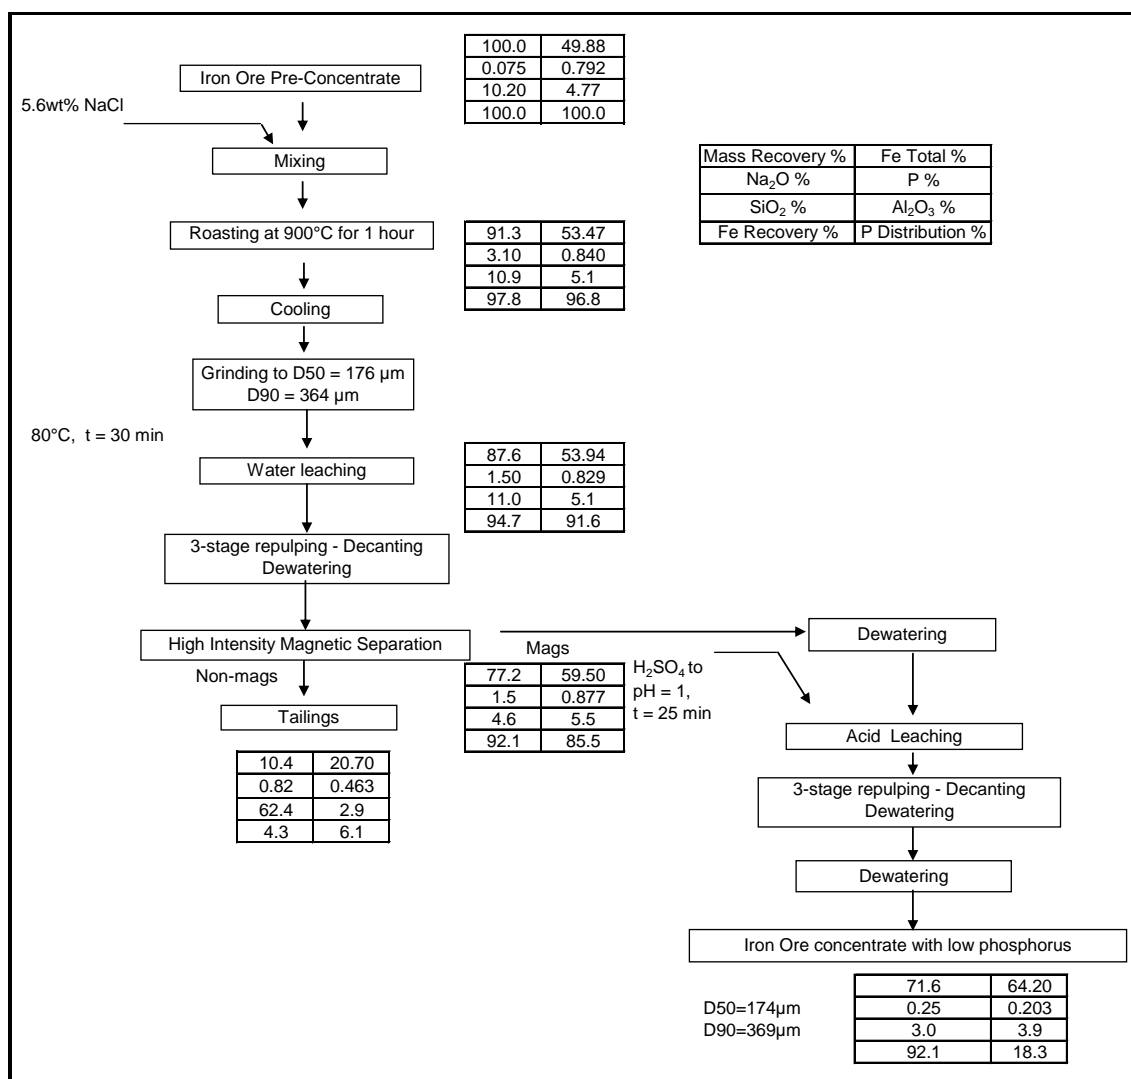 100.0 49.88
Iron Ore Pre-Concentrate
0.075 0.792
10.20 4.77
100.0 100.0
5.6wt% NaCl
Mixing
Mass Recovery % Fe Total %
Na₂O % P %
SiO₂ % Al₂O₃ %
Fe Recovery % P Distribution %
Roasting at 900°C for 1 hour
91.3 53.47
3.10 0.840
10.9 5.1
97.8 96.8
Cooling
Grinding to D50 = 176 µm
D90 = 364 µm
80°C, t = 30 min
Water leaching
87.6 53.94
1.50 0.829
11.0 5.1
94.7 91.6
3-stage repulping - Decanting
Dewatering
High Intensity Magnetic Separation
Non-mags
Tailings
10.4 20.70
0.82 0.463
62.4 2.9
4.3 6.1
Mags
77.2 59.50
1.5 0.877
4.6 5.5
92.1 85.5
Dewatering
H₂SO₄ to
pH = 1,
t = 25 min
Acid Leaching
3-stage repulping - Decanting
Dewatering
Dewatering
Iron Ore concentrate with low phosphorus
D50=174µm
D90=369µm
71.6 64.20
0.25 0.203
3.0 3.9
92.1 18.3